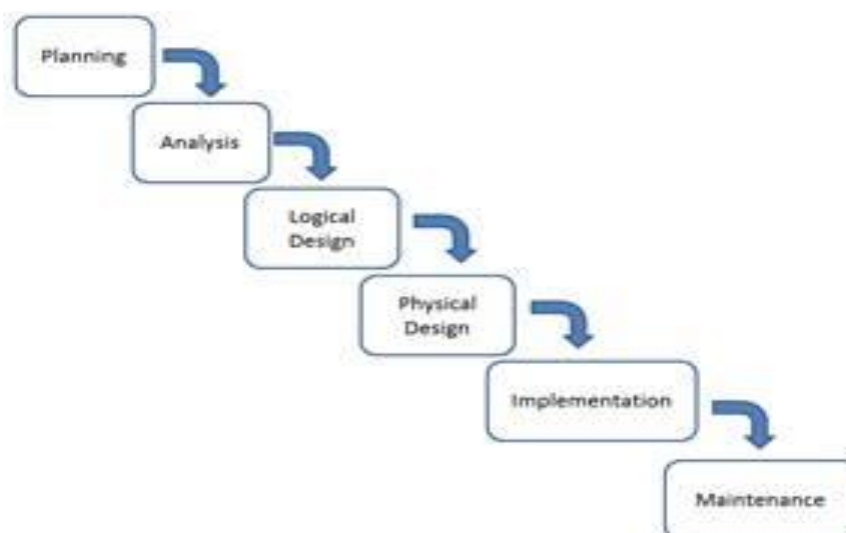 Planning
Analysis
Logical
Design
Physical
Design
Implementation
Maintenance